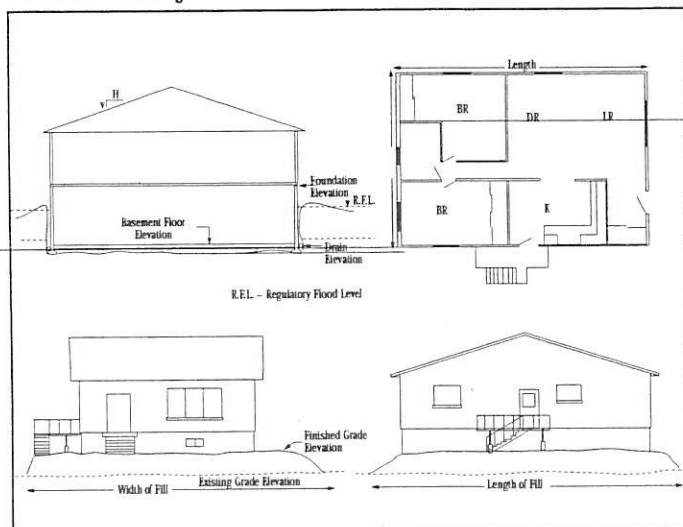 H
V
Foundation
Elevation
R.F.L.
Basement Floor
Elevation
Drain
Elevation
R.F.L. – Regulatory Flood Level
Length
BR
DR
LR
BR
K
Finished Grade
Elevation
Existing Grade Elevation
Width of Fill
Length of Fill